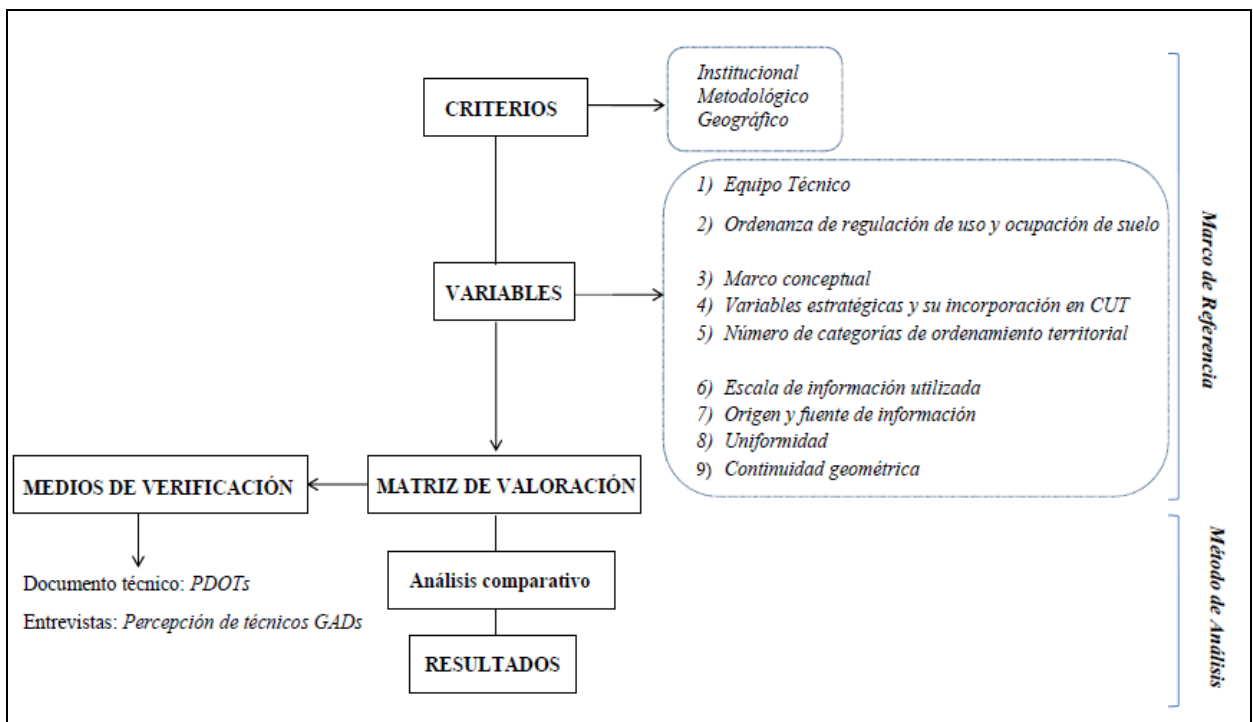 CRITERIOS
Institucional
Metodológico
Geográfico
VARIABLES
1) Equipo Técnico
2) Ordenanza de regulación de uso y ocupación de suelo
3) Marco conceptual
4) Variables estratégicas y su incorporación en CUT
5) Número de categorías de ordenamiento territorial
6) Escala de información utilizada
7) Origen y fuente de información
8) Uniformidad
9) Continuidad geométrica
Marco de Referencia
MEDIOS DE VERIFICACIÓN
MATRIZ DE VALORACIÓN
Documento técnico: PDOTs
Entrevistas: Percepción de técnicos GADs
Análisis comparativo
RESULTADOS
Método de Análisis